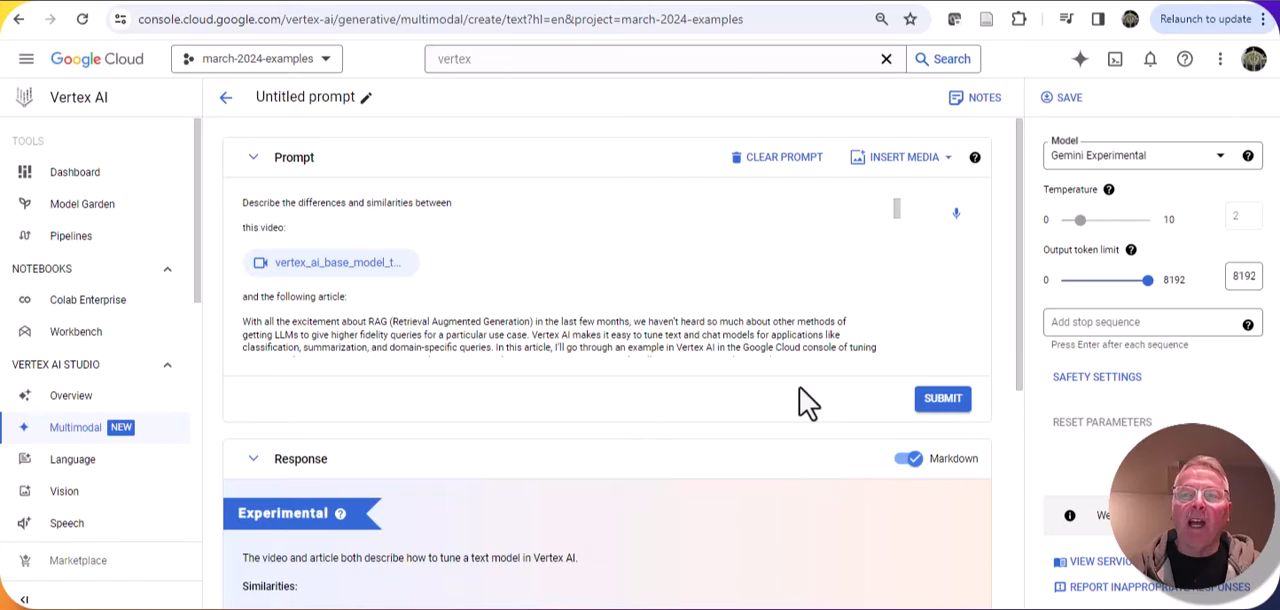 console.cloud.google.com/vertex-ai/generative/multimodal/create/text?hl=en&project=march-2024-examples
Relaunch to update
Google Cloud
march-2024-examples
vertex
Search
Vertex AI
Untitled prompt
NOTES
SAVE
TOOLS
Dashboard
Model Garden
Pipelines
NOTEBOOKS
Colab Enterprise
Workbench
VERTEX AI STUDIO
Overview
Multimodal NEW
Language
Vision
Speech
Marketplace
Prompt
CLEAR PROMPT
INSERT MEDIA
Describe the differences and similarities between
this video:
vertex_ai_base_model_t...
and the following article:
With all the excitement about RAG (Retrieval Augmented Generation) in the last few months, we haven't heard so much about other methods of
getting LLMs to give higher fidelity queries for a particular use case. Vertex AI makes it easy to tune text and chat models for applications like
classification, summarization, and domain-specific queries. In this article, I'll go through an example in Vertex AI in the Google Cloud console of tuning
SUBMIT
Response
Markdown
Experimental
The video and article both describe how to tune a text model in Vertex AI.
Similarities:
Model
Gemini Experimental
Temperature
0 10 2
Output token limit
0 8192 8192
Add stop sequence
Press Enter after each sequence
SAFETY SETTINGS
RESET PARAMETERS
We
VIEW SERVIC
REPORT INAPPROPRIATE RESPONSES